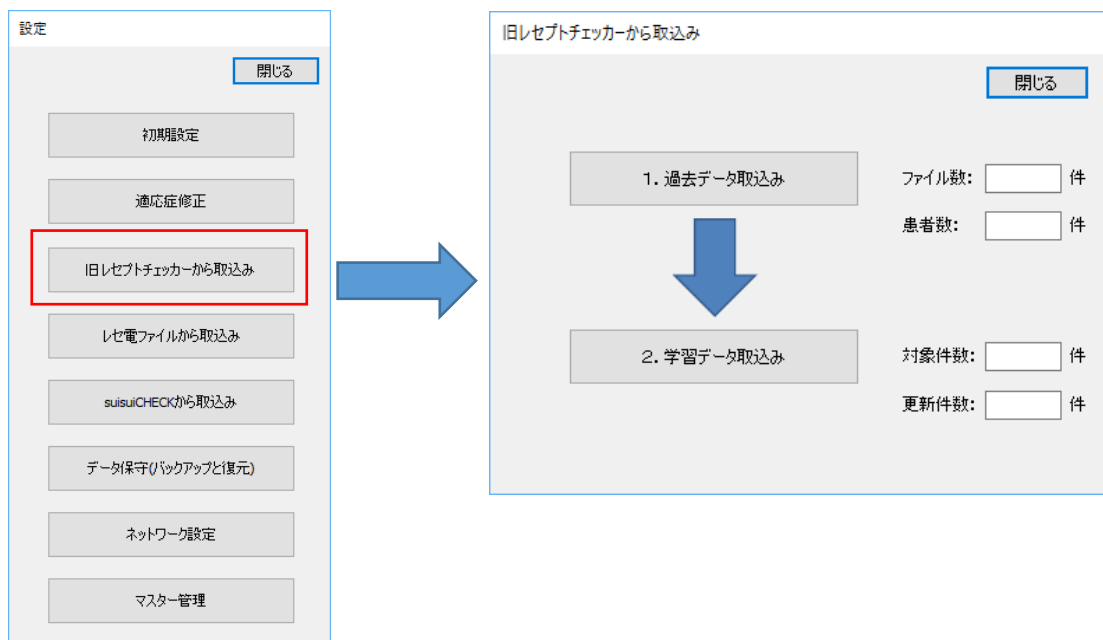 設定
閉じる
初期設定
適応症修正
旧レセプトチェッカーから取込み
レセ電ファイルから取込み
suisuiCHECKから取込み
データ保守(バックアップと復元)
ネットワーク設定
マスター管理
旧レセプトチェッカーから取込み
閉じる
1．過去データ取込み
ファイル数： 件
患者数： 件
2．学習データ取込み
対象件数： 件
更新件数： 件